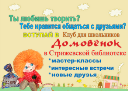 Ты любишь творить?
Тебе нравится общаться с друзьями?
ВСТУПАЙ в Клуб для школьников
Домовёнок
в Стрижевской библиотеке
*мастер-классы
*интересные встречи
*новые друзья